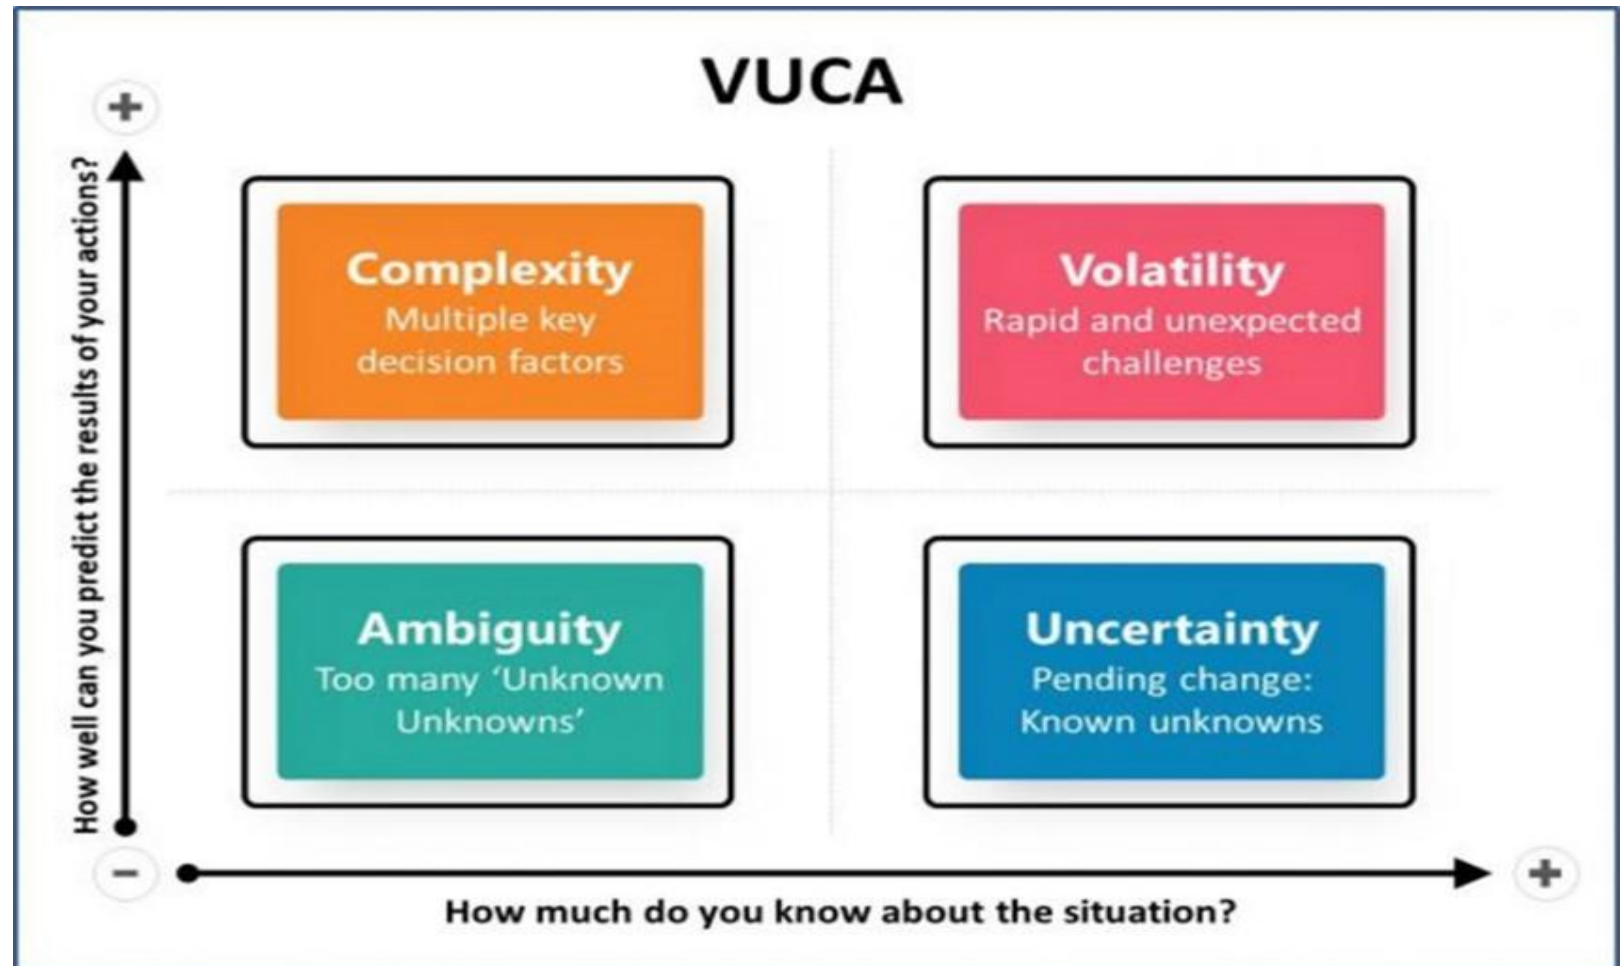 VUCA
+
How well can you predict the results of your actions?
Complexity
Multiple key
decision factors
Volatility
Rapid and unexpected
challenges
Ambiguity
Too many ‘Unknown
Unknowns’
Uncertainty
Pending change:
Known unknowns
−
+
How much do you know about the situation?